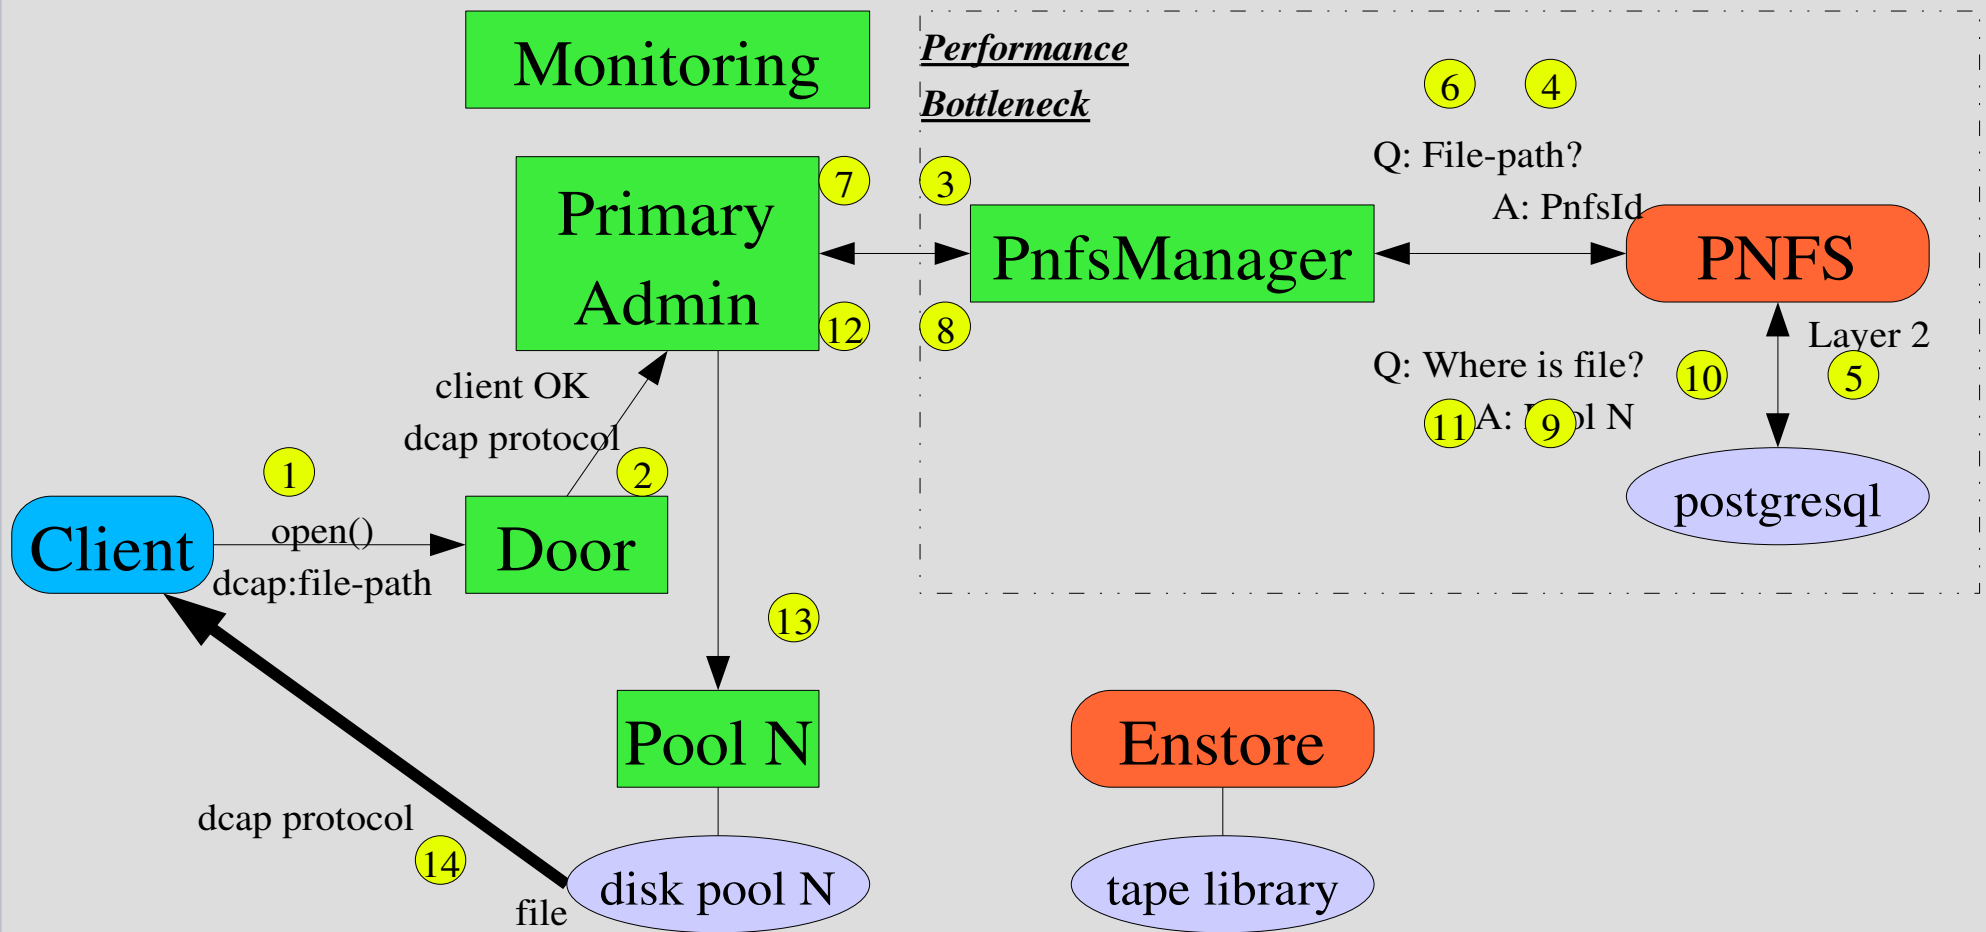 Monitoring
Performance
Bottleneck
6
4
Q: File-path?
A: PnfsId
7
3
Primary
Admin
PnfsManager
PNFS
12
8
Layer 2
client OK
dcap protocol
Q: Where is file?
10
5
11
A:
9
ol N
1
2
open()
dcap:file-path
Client
Door
postgresql
13
Pool N
Enstore
dcap protocol
14
disk pool N
tape library
file